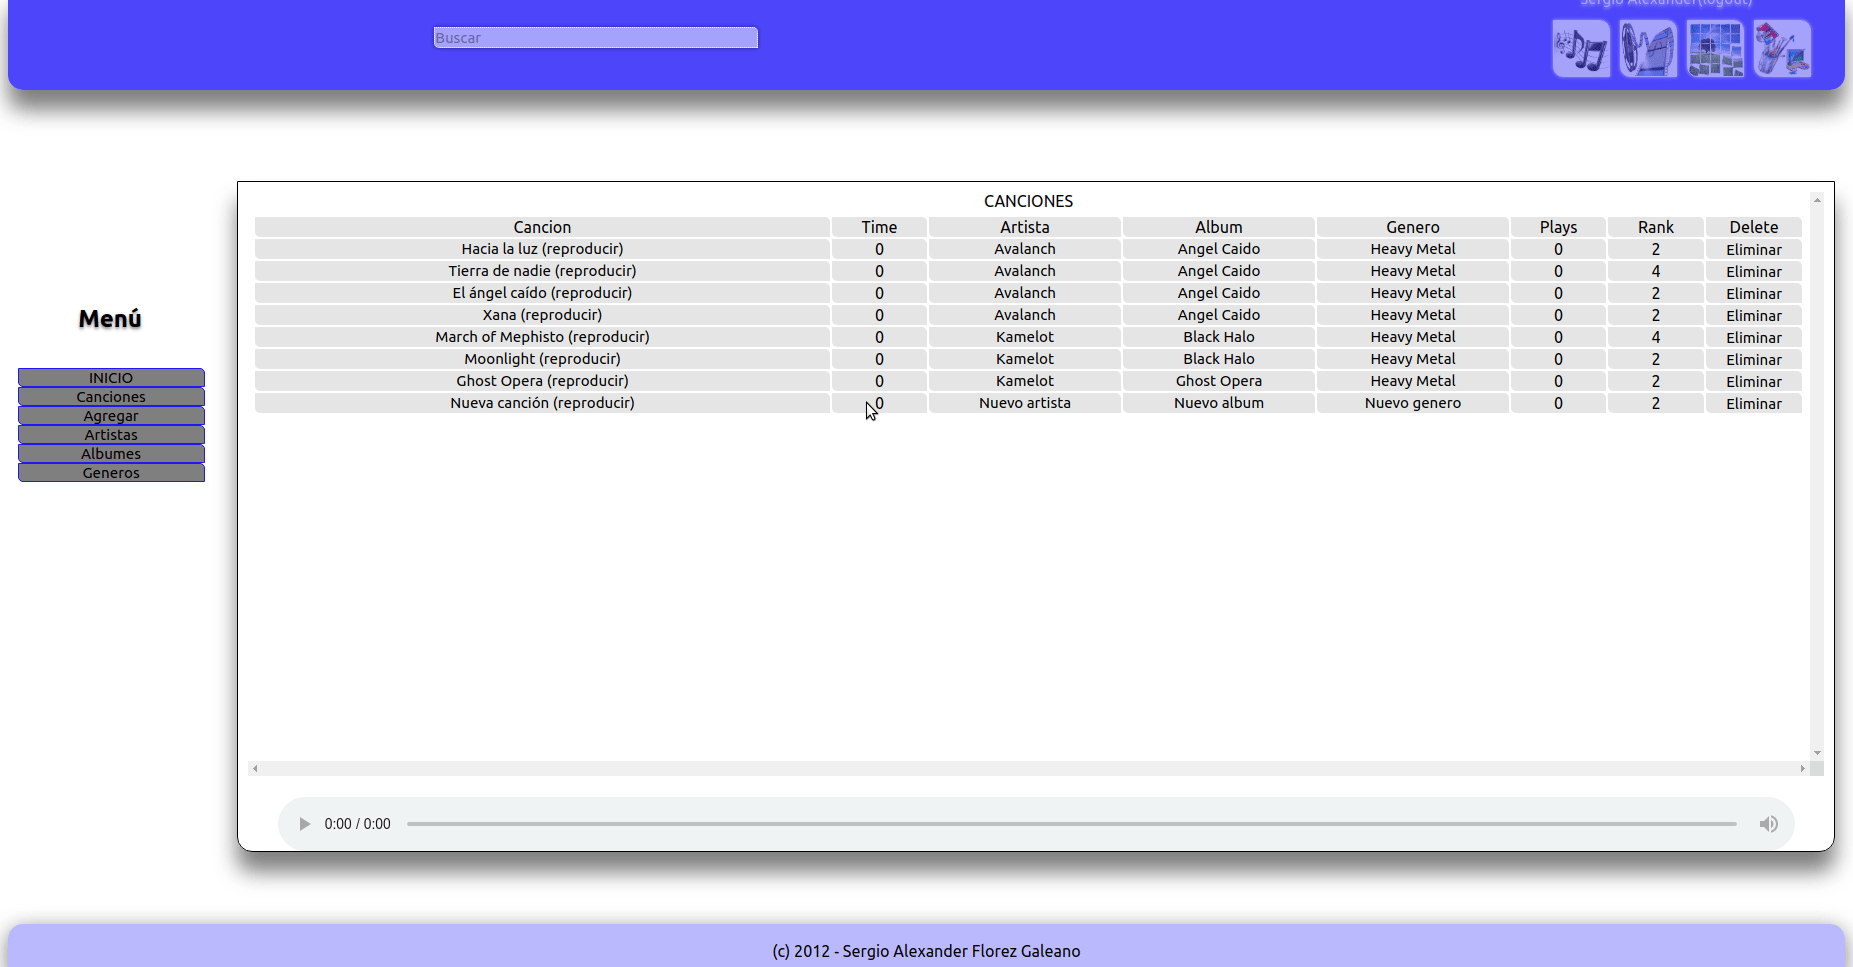 Sergio Alexander(logout)
Buscar
CANCIONES
Cancion Time Artista Album Genero Plays Rank Delete
Hacia la luz (reproducir) 0 Avalanch Angel Caido Heavy Metal 0 2 Eliminar
Tierra de nadie (reproducir) 0 Avalanch Angel Caido Heavy Metal 0 4 Eliminar
El ángel caído (reproducir) 0 Avalanch Angel Caido Heavy Metal 0 2 Eliminar
Xana (reproducir) 0 Avalanch Angel Caido Heavy Metal 0 2 Eliminar
March of Mephisto (reproducir) 0 Kamelot Black Halo Heavy Metal 0 4 Eliminar
Moonlight (reproducir) 0 Kamelot Black Halo Heavy Metal 0 2 Eliminar
Ghost Opera (reproducir) 0 Kamelot Ghost Opera Heavy Metal 0 2 Eliminar
Nueva canción (reproducir) 0 Nuevo artista Nuevo album Nuevo genero 0 2 Eliminar
Menú
INICIO
Canciones
Agregar
Artistas
Albumes
Generos
0:00 / 0:00
(c) 2012 - Sergio Alexander Florez Galeano